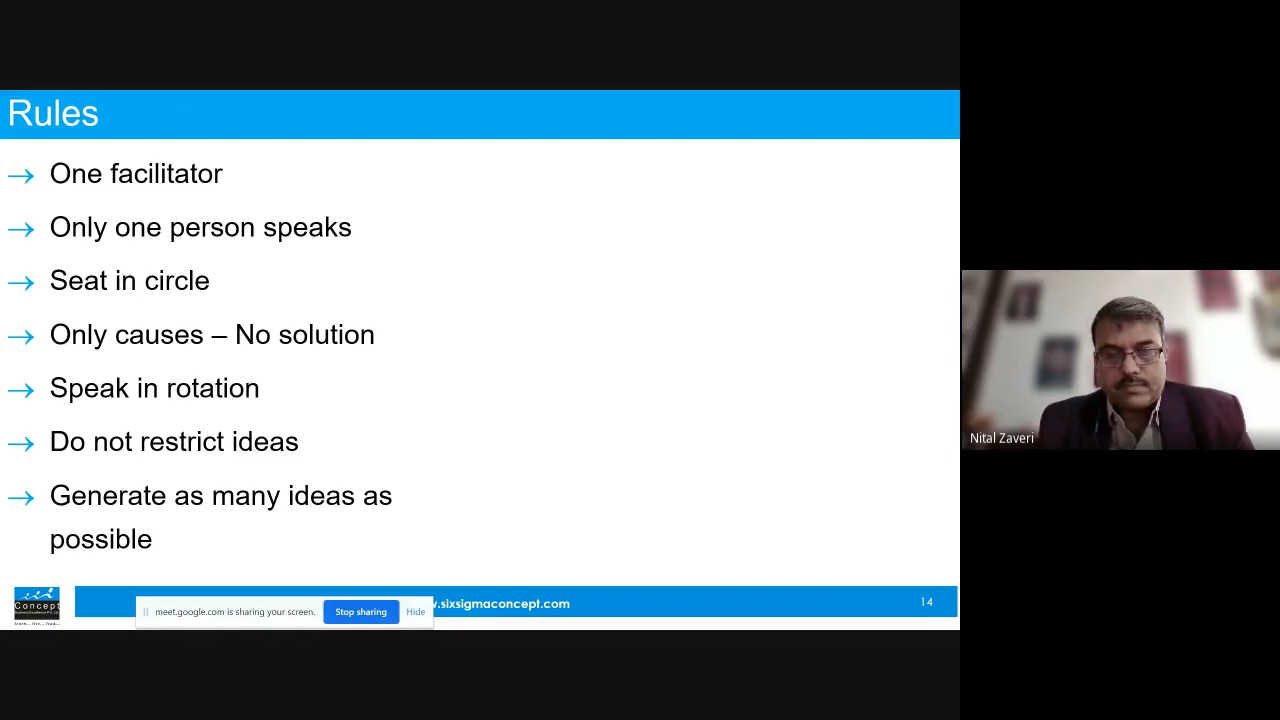 Rules
→ One facilitator
→ Only one person speaks
→ Seat in circle
→ Only causes – No solution
→ Speak in rotation
→ Do not restrict ideas
→ Generate as many ideas as
possible
Nital Zaveri
Concept
meet.google.com is sharing your screen. Stop sharing Hide
.sixsigmaconcept.com
14